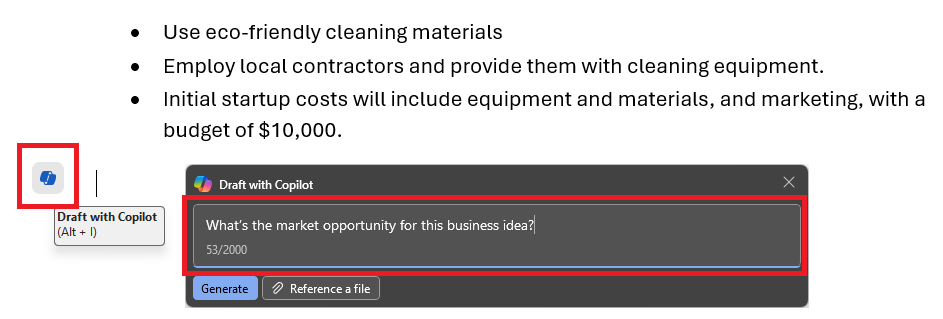 • Use eco-friendly cleaning materials
• Employ local contractors and provide them with cleaning equipment.
• Initial startup costs will include equipment and materials, and marketing, with a
budget of $10,000.
Draft with Copilot
(Alt + I)
Draft with Copilot
What's the market opportunity for this business idea?
53/2000
Generate
Reference a file